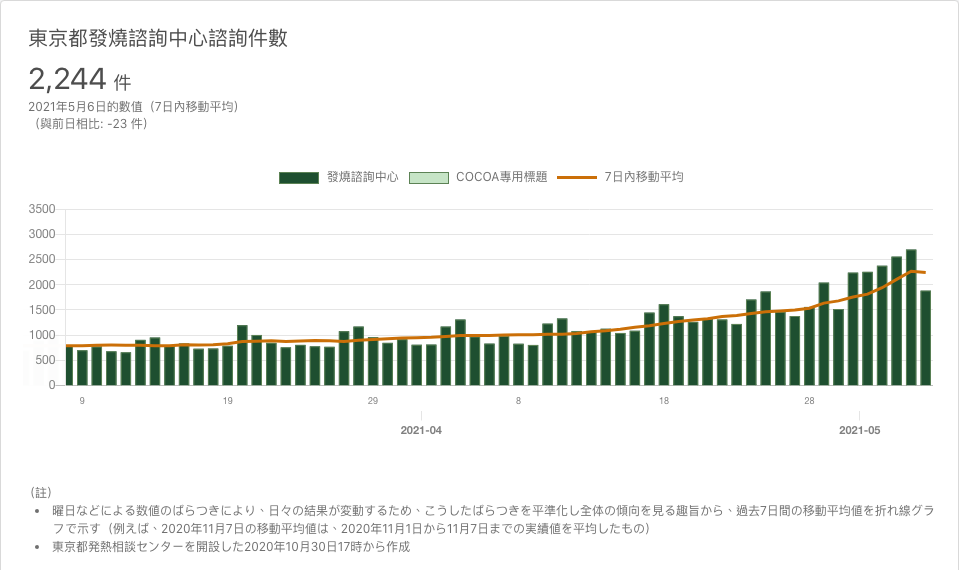 東京都發燒諮詢中心諮詢件數
2,244 件
2021年5月6日的數值（7日內移動平均）
（與前日相比: -23 件）
發燒諮詢中心 COCOA專用標題 7日內移動平均
3500
3000
2500
2000
1500
1000
500
0
9 19 29 8 18 28
2021-04 2021-05
（註）
• 曜日などによる数値のばらつきにより、日々の結果が変動するため、こうしたばらつきを平準化し全体の傾向を見る趣旨から、過去7日間の移動平均値を折れ線グラ
フで示す（例えば、2020年11月7日の移動平均値は、2020年11月1日から11月7日までの実績値を平均したもの）
• 東京都発熱相談センターを開設した2020年10月30日17時から作成